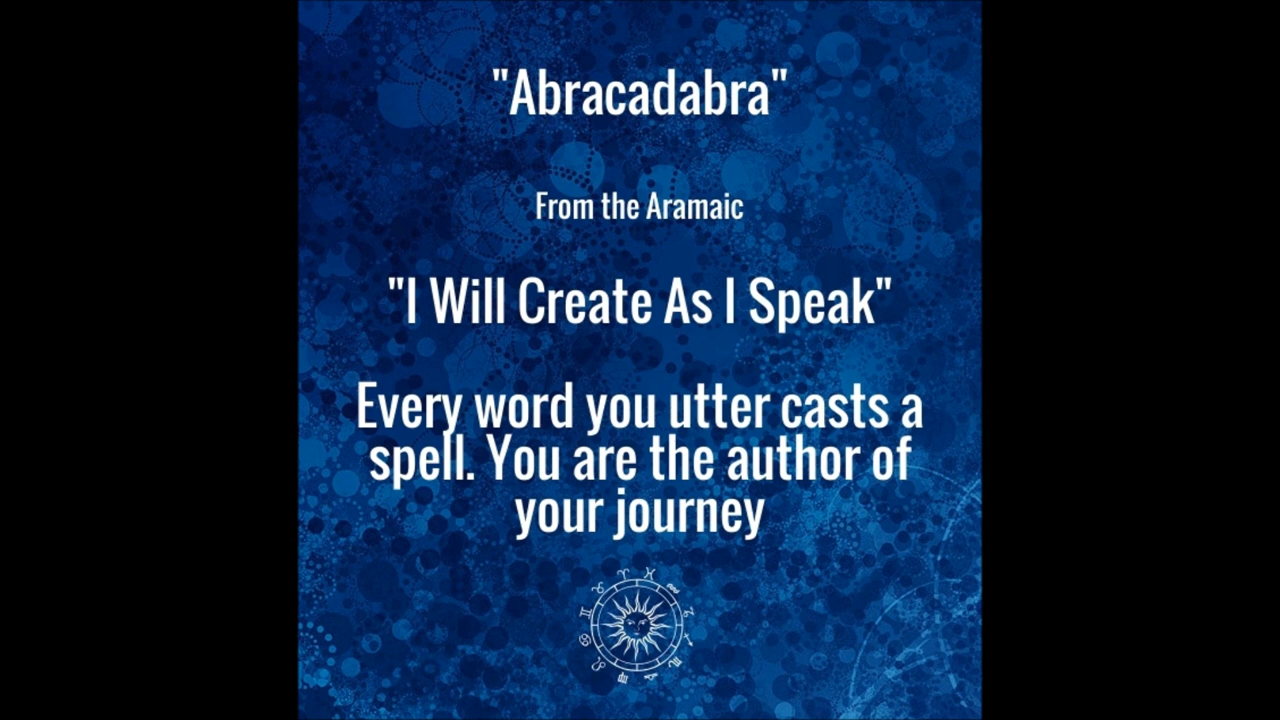 "Abracadabra"
From the Aramaic
"I Will Create As I Speak"
Every word you utter casts a
spell. You are the author of
your journey